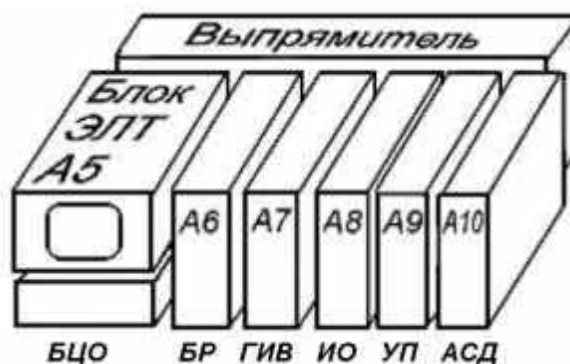 Выпрямитель
Блок
ЭЛТ
А5
А6 А7 А8 А9 А10
БЦО БР ГИВ ИО УП АСД